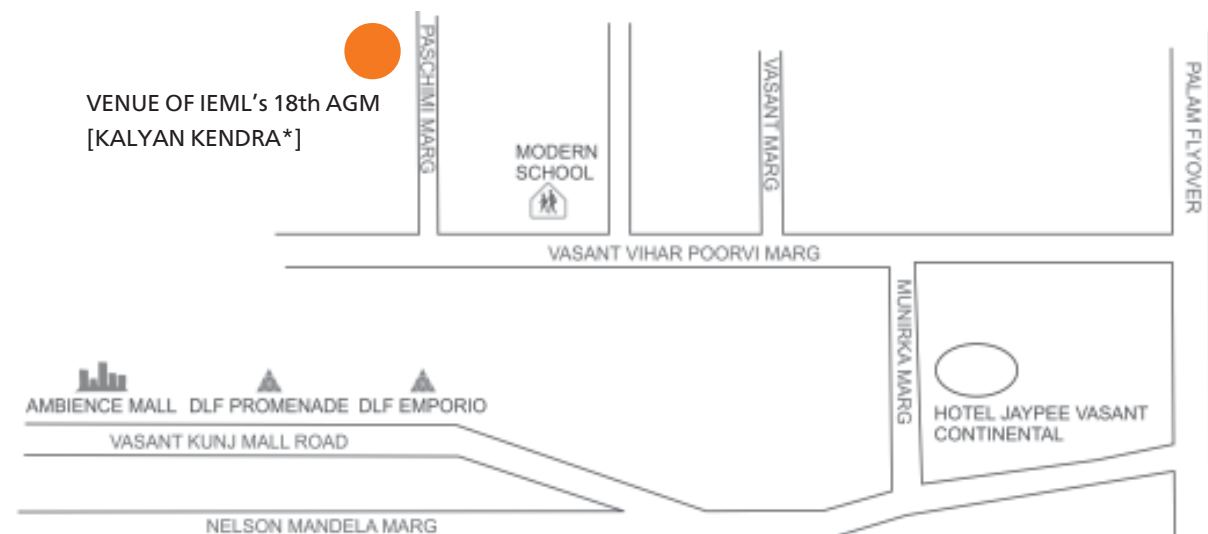 PASCHIMI MARG
VENUE OF IEML's 18th AGM
[KALYAN KENDRA*]
MODERN
SCHOOL
VASANT MARG
PALAM FLYOVER
VASANT VIHAR POORVI MARG
MUNIRKA MARG
AMBIENCE MALL
DLF PROMENADE
DLF EMPORIO
HOTEL JAYPEE VASANT
CONTINENTAL
VASANT KUNJ MALL ROAD
NELSON MANDELA MARG